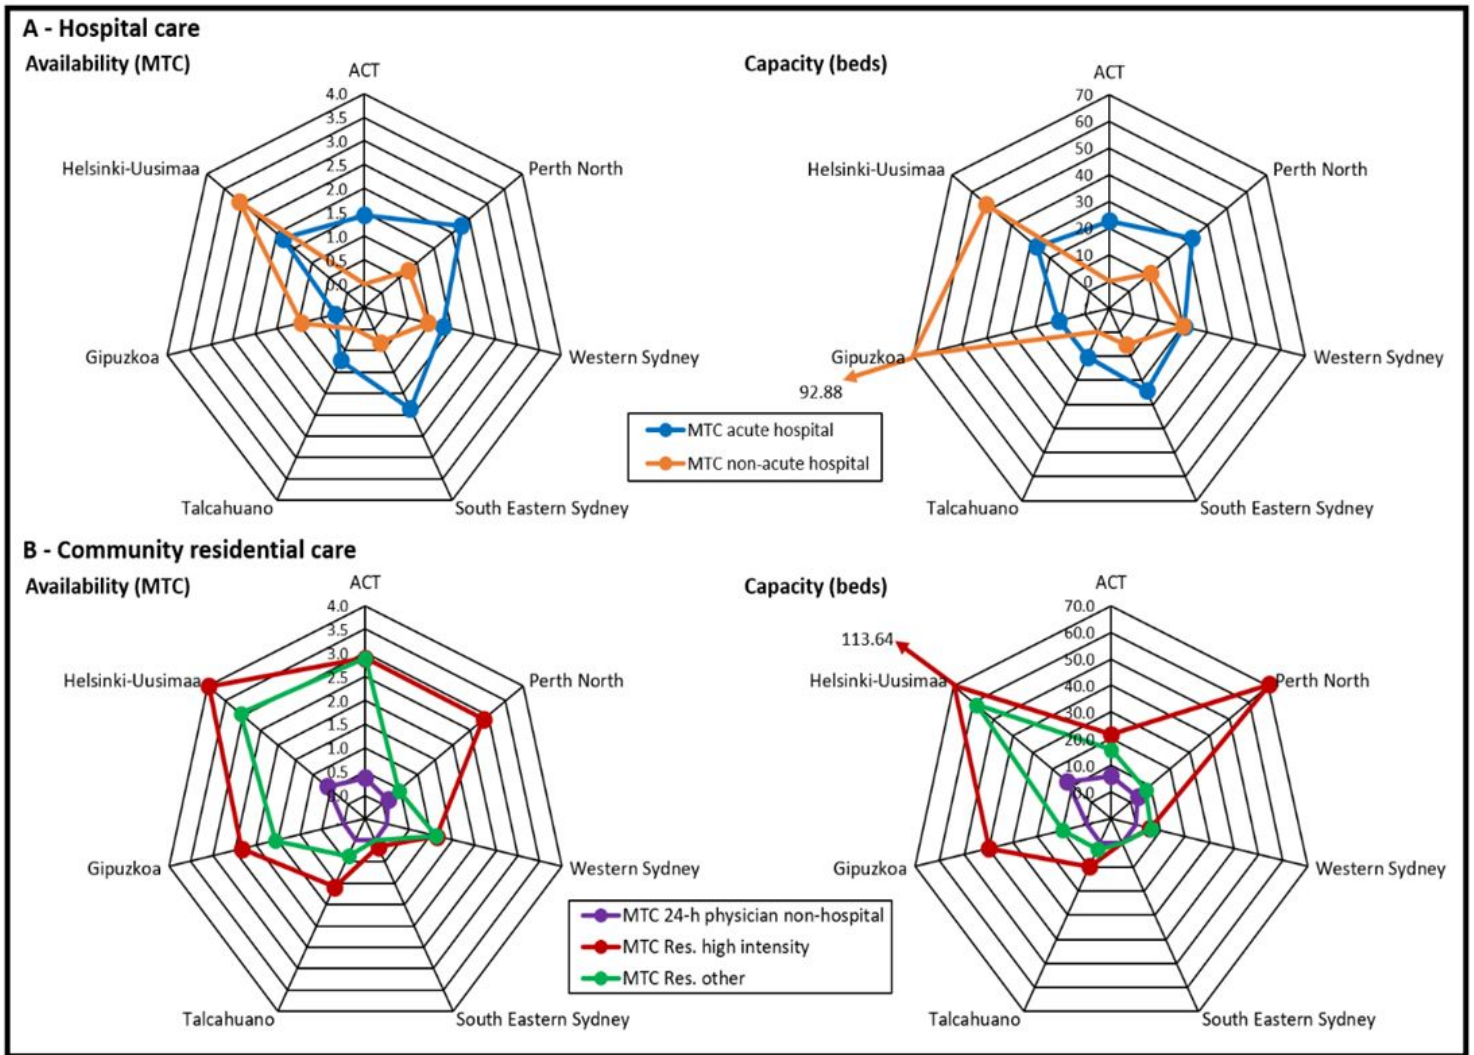 A - Hospital care
Availability (MTC)
ACT
4.0
3.5
3.0
2.5
2.0
1.5
1.0
0.5
0.0
Helsinki-Uusimaa
Perth North
Gipuzkoa
Western Sydney
Talcahuano
South Eastern Sydney
Capacity (beds)
ACT
70
60
50
40
30
20
10
0
Helsinki-Uusimaa
Perth North
Gipuzkoa
Western Sydney
92.88
Talcahuano
South Eastern Sydney
MTC acute hospital
MTC non-acute hospital
B - Community residential care
Availability (MTC)
ACT
4.0
3.5
3.0
2.5
2.0
1.5
1.0
0.5
0.0
Helsinki-Uusimaa
Perth North
Gipuzkoa
Western Sydney
Talcahuano
South Eastern Sydney
Capacity (beds)
ACT
70.0
60.0
50.0
40.0
30.0
20.0
10.0
0.0
113.64
Helsinki-Uusimaa
Perth North
Gipuzkoa
Western Sydney
Talcahuano
South Eastern Sydney
MTC 24-h physician non-hospital
MTC Res. high intensity
MTC Res. other